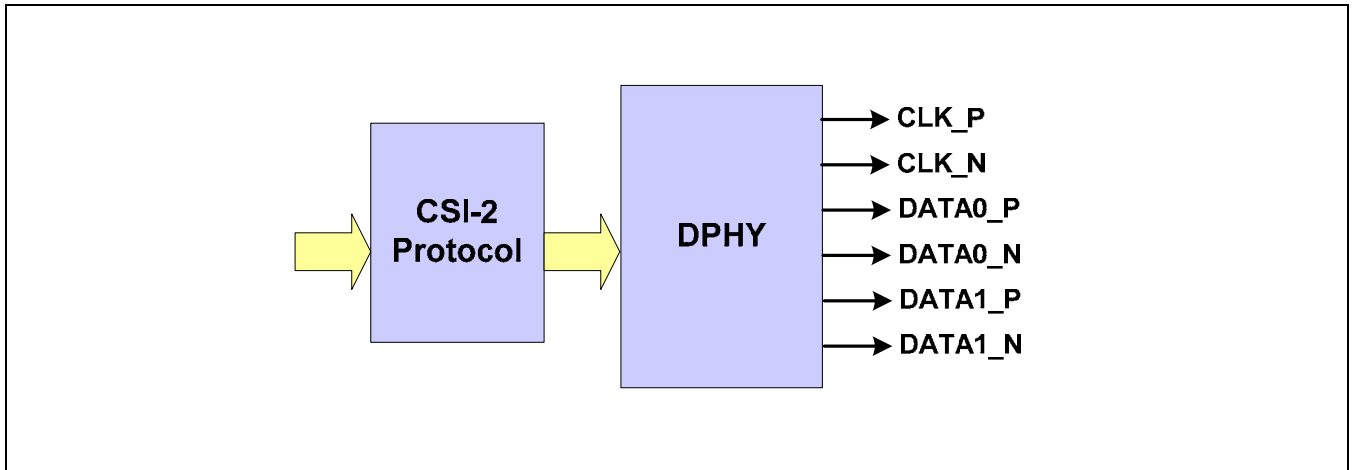 CSI-2
Protocol
DPHY
CLK_P
CLK_N
DATA0_P
DATA0_N
DATA1_P
DATA1_N